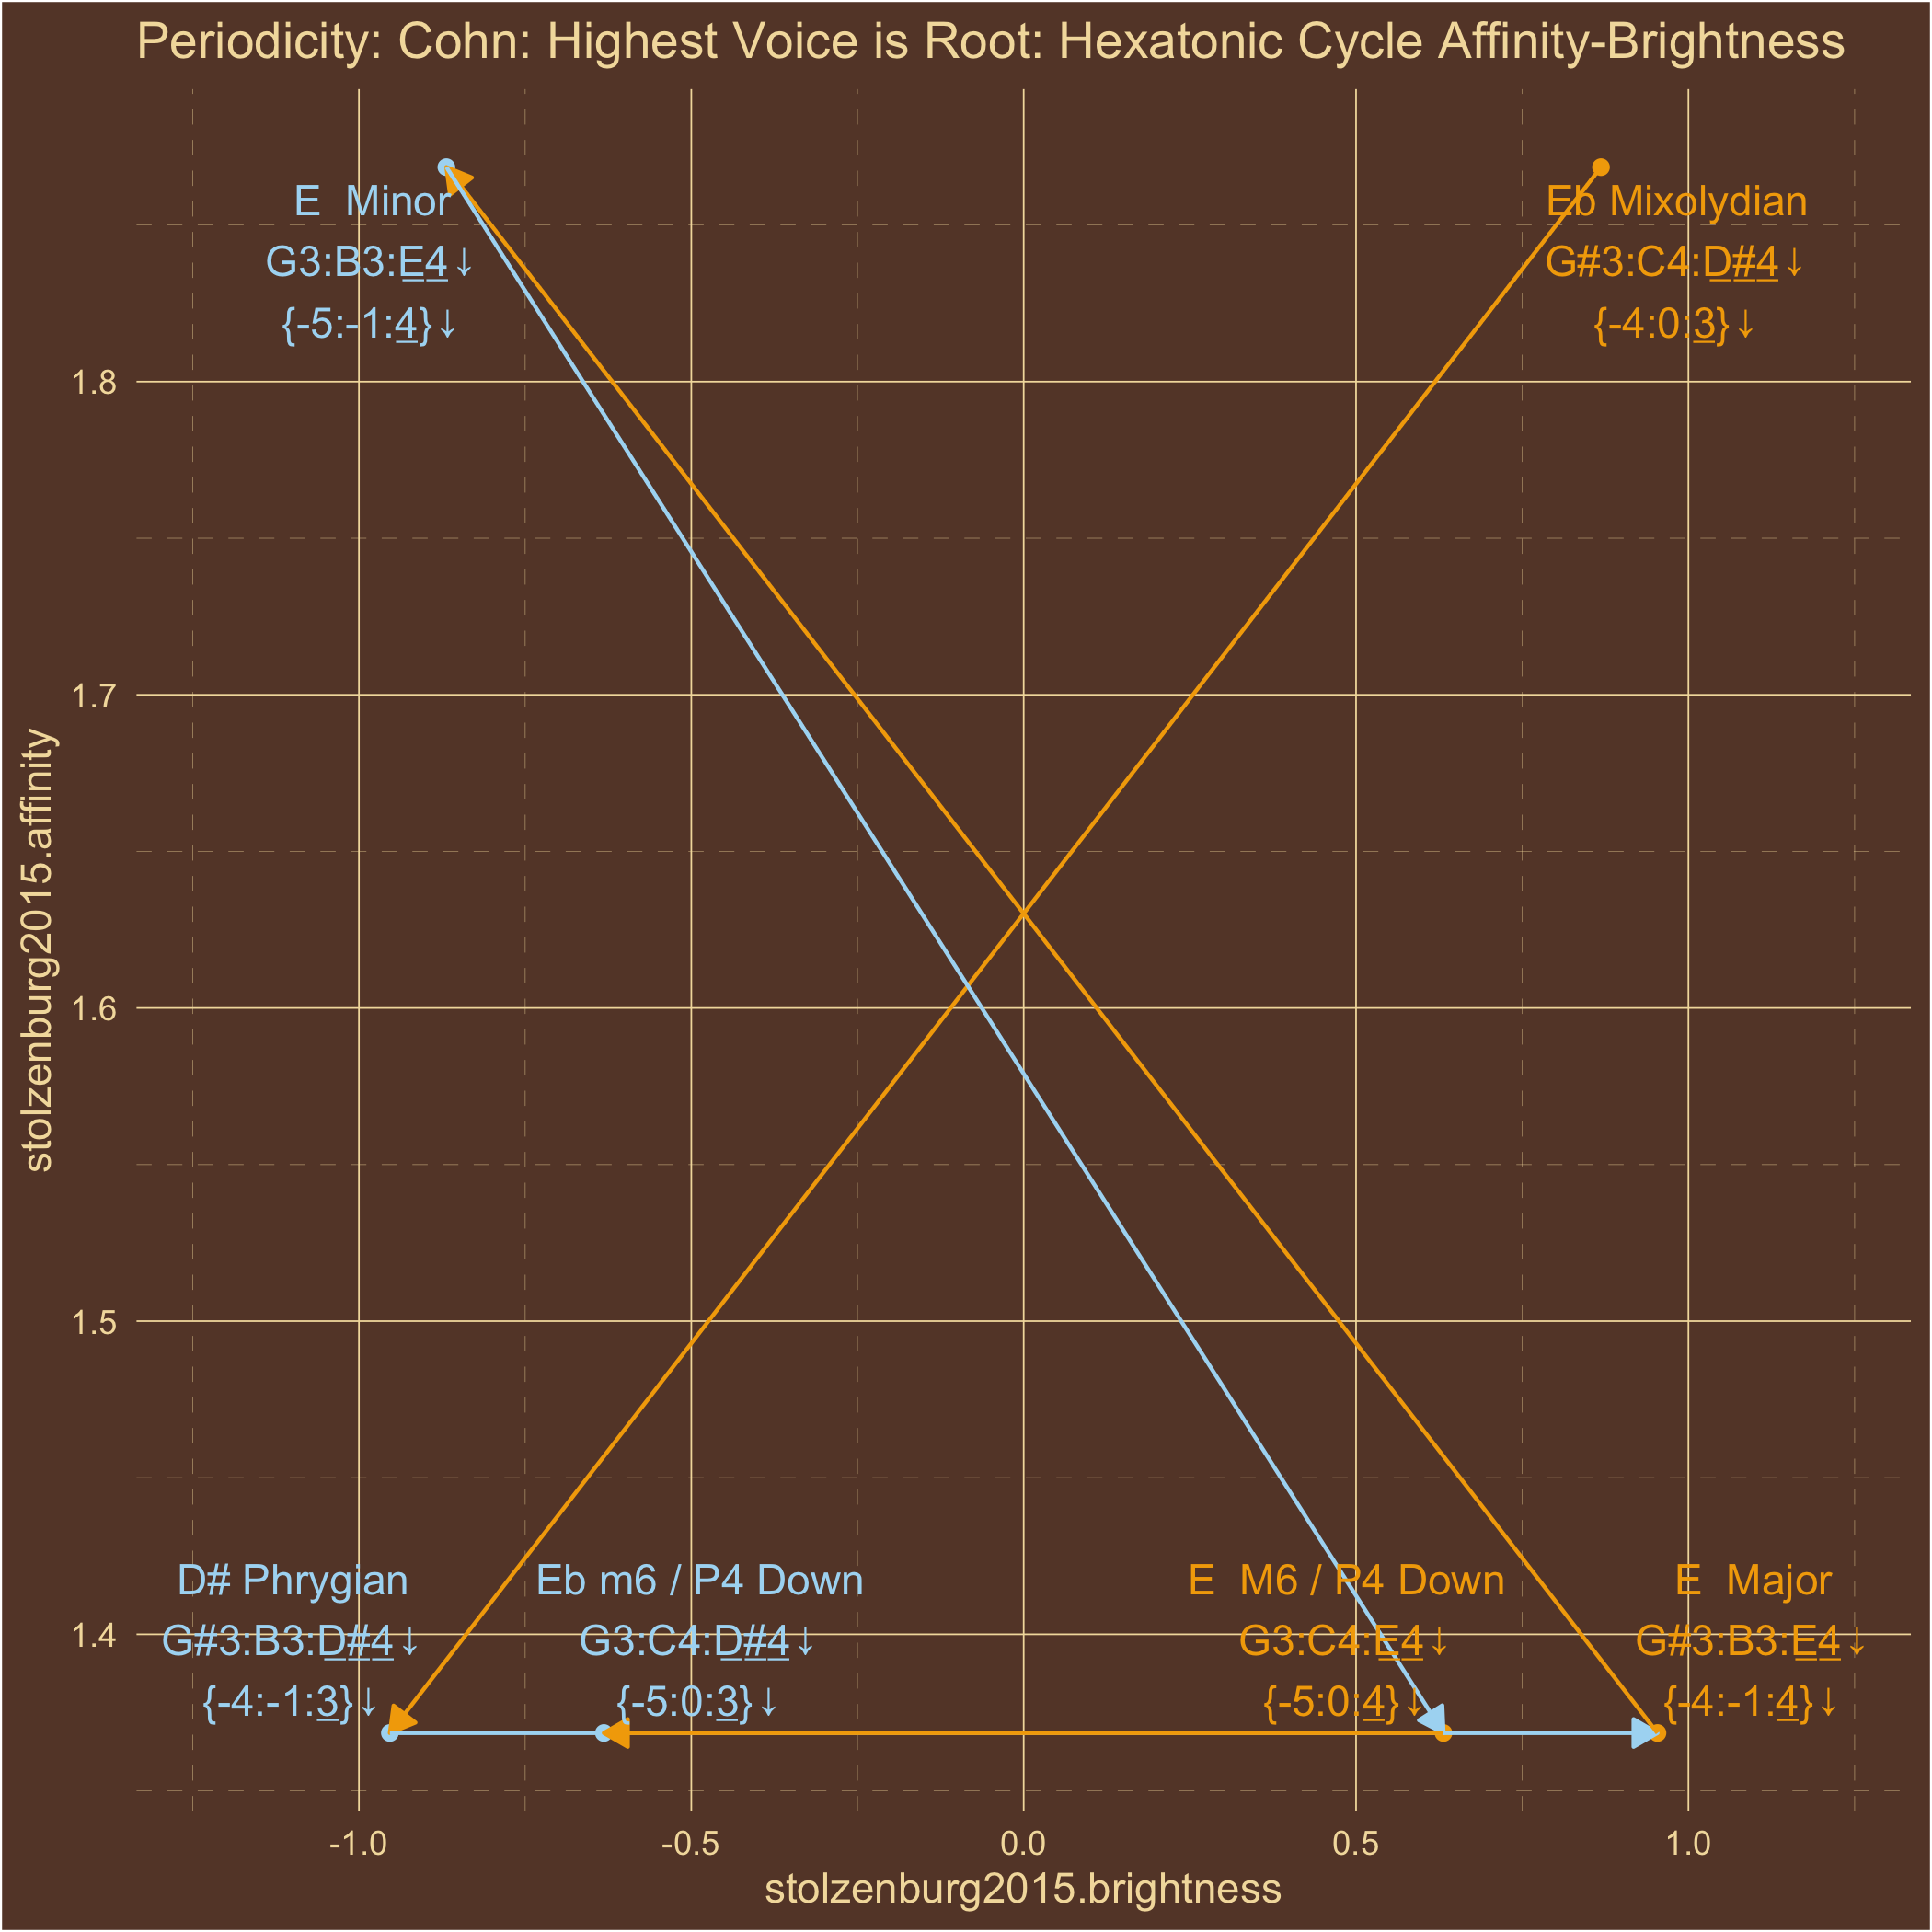 Periodicity: Cohn: Highest Voice is Root: Hexatonic Cycle Affinity-Brightness
E  Minor
G3:B3:E4↓
{-5:-1:4}↓
Eb Mixolydian
G#3:C4:D#4↓
{-4:0:3}↓
1.8
1.7
1.6
1.5
1.4
stolzenburg2015.affinity
D# Phrygian
G#3:B3:D#4↓
{-4:-1:3}↓
Eb m6 / P4 Down
G3:C4:D#4↓
{-5:0:3}↓
E  M6 / P4 Down
G3:C4:E4↓
{-5:0:4}↓
E  Major
G#3:B3:E4↓
{-4:-1:4}↓
-1.0
-0.5
0.0
0.5
1.0
stolzenburg2015.brightness